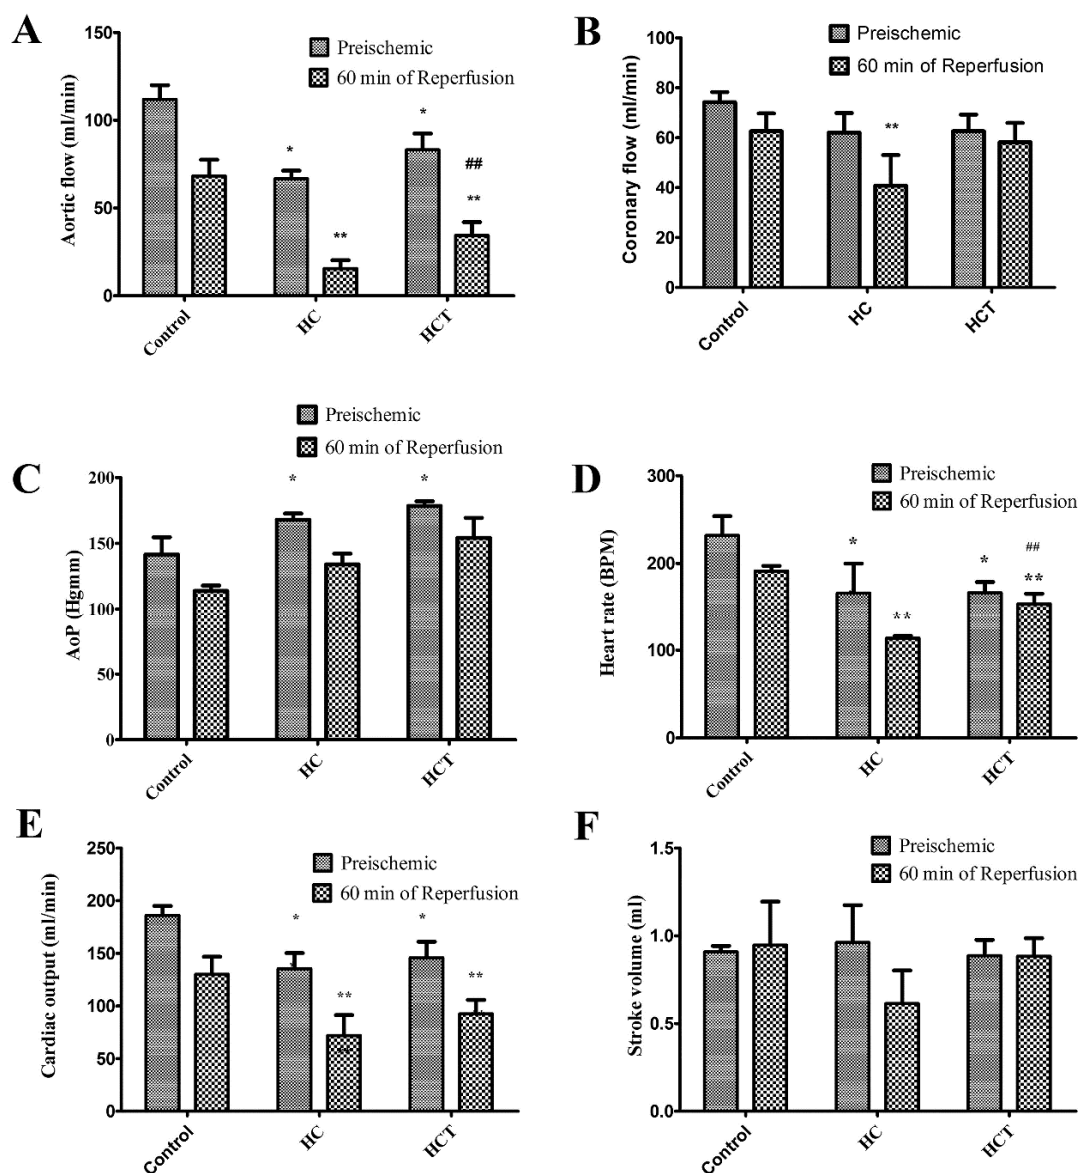 A
Aortic flow (ml/min)
150
100
50
0
Preischemic
60 min of Reperfusion
*
**
*
##
**
Control
HC
HCT
B
Coronary flow (ml/min)
100
80
60
40
20
0
Preischemic
60 min of Reperfusion
**
Control
HC
HCT
C
AoP (Hgmm)
200
150
100
50
0
Preischemic
60 min of Reperfusion
*
*
Control
HC
HCT
D
Heart rate (BPM)
300
200
100
0
Preischemic
60 min of Reperfusion
*
**
*
##
**
Control
HC
HCT
E
Cardiac output (ml/min)
250
200
150
100
50
0
Preischemic
60 min of Reperfusion
*
**
**
*
**
Control
HC
HCT
F
Stroke volume (ml)
1.5
1.0
0.5
0.0
Preischemic
60 min of Reperfusion
Control
HC
HCT